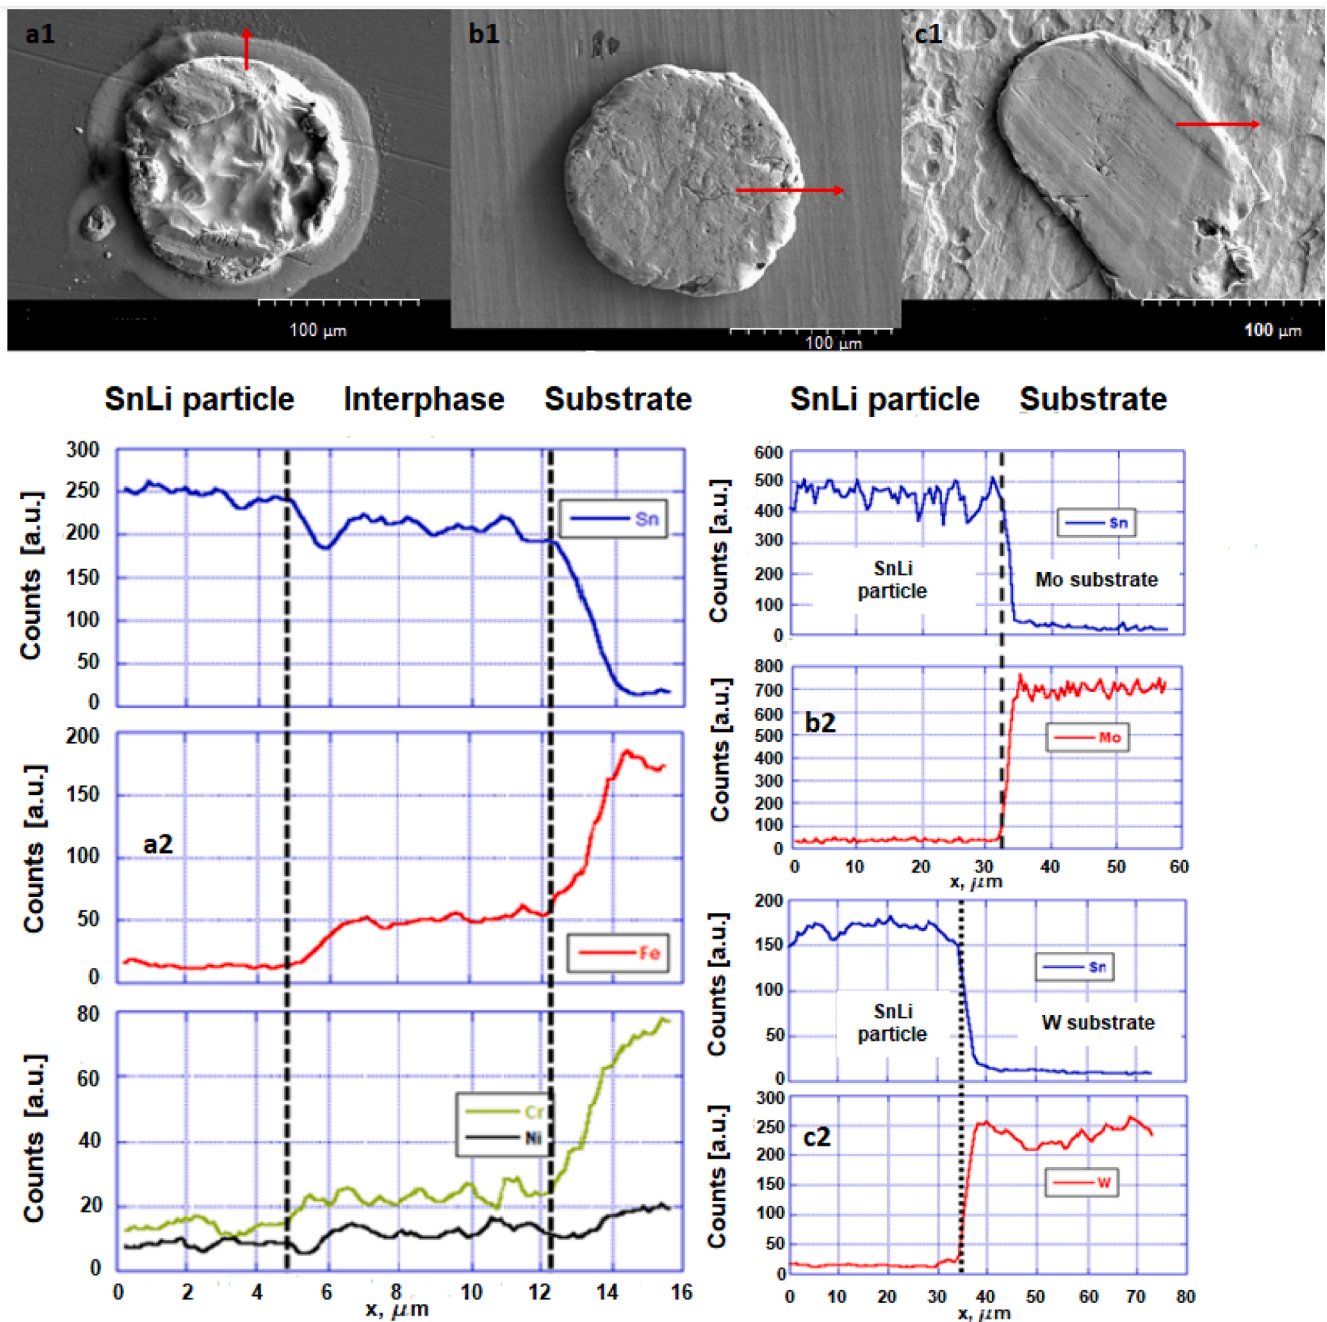 a1
b1
c1
100 μm
100 μm
100 μm
SnLi particle Interphase Substrate
SnLi particle Substrate
300
250
200
150
100
50
0
Counts [a.u.]
Sn
200
150
100
50
0
Counts [a.u.]
a2
Fe
80
60
40
20
0
Counts [a.u.]
Cr
Ni
0 2 4 6 8 10 12 14 16
x, μm
600
500
400
300
200
100
0
Counts [a.u.]
Sn
SnLi
particle
Mo substrate
800
700
600
500
400
300
200
100
0
Counts [a.u.]
b2
Mo
0 10 20 30 40 50 60
x, μm
200
150
100
50
0
Counts [a.u.]
Sn
SnLi
particle
W substrate
300
250
200
150
100
50
0
Counts [a.u.]
c2
W
0 10 20 30 40 50 60 70 80
x, μm